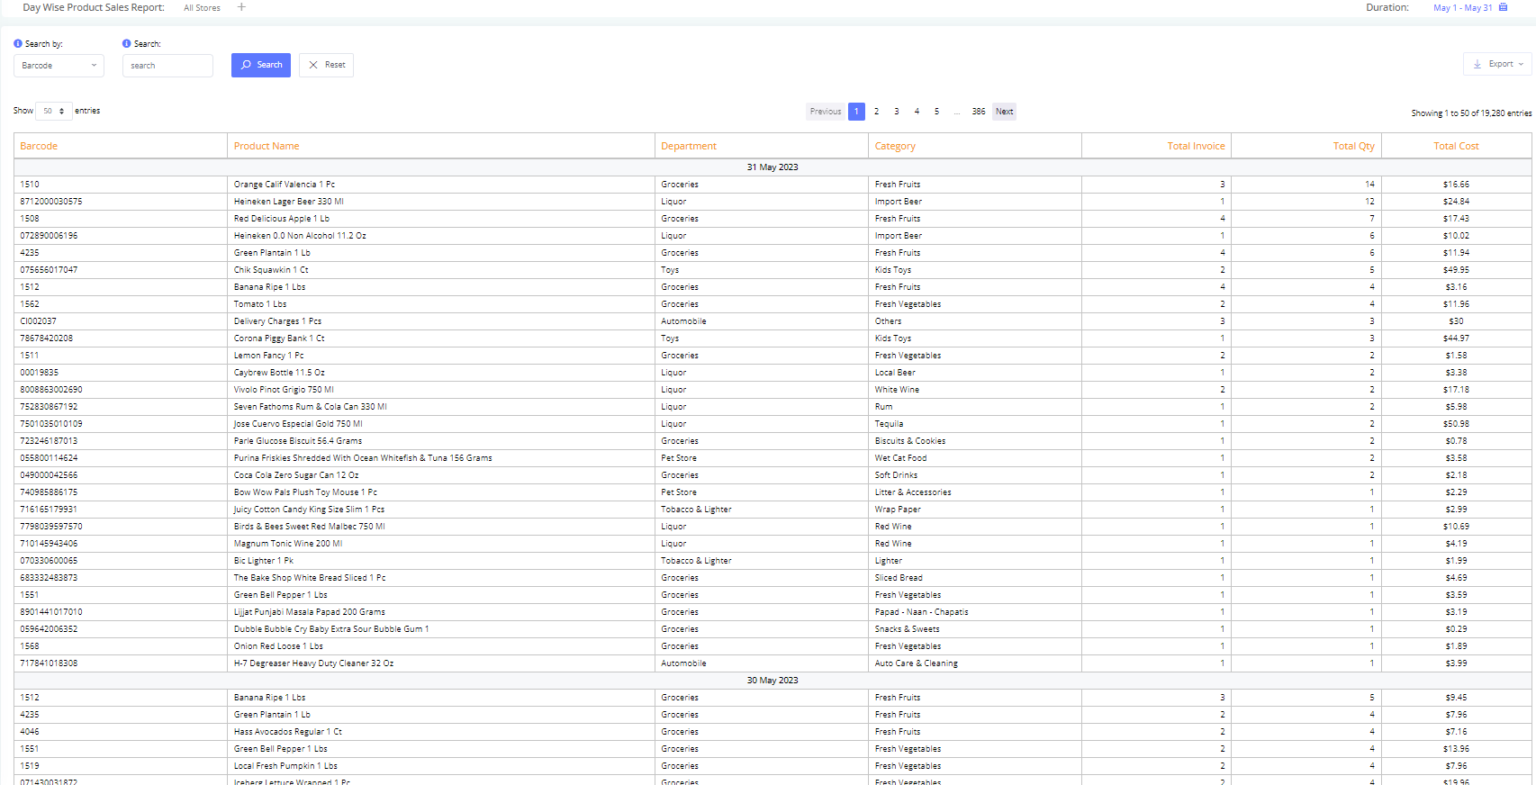 Day Wise Product Sales Report: All Stores + Duration: May 1 - May 31
Search by: Search:
Barcode search Search Reset Export
Show 50 entries Previous 1 2 3 4 5 ... 386 Next Showing 1 to 50 of 19,280 entries
Barcode Product Name Department Category Total Invoice Total Qty Total Cost
31 May 2023
1510 Orange Calif Valencia 1 Pc Groceries Fresh Fruits 3 14 $16.66
8712000030575 Heineken Lager Beer 330 Ml Liquor Import Beer 1 12 $24.84
1508 Red Delicious Apple 1 Lb Groceries Fresh Fruits 4 7 $17.43
072890006196 Heineken 0.0 Non Alcohol 11.2 Oz Liquor Import Beer 1 6 $10.02
4235 Green Plantain 1 Lb Groceries Fresh Fruits 4 6 $11.94
075656017047 Chik Squawkin 1 Ct Toys Kids Toys 2 5 $49.95
1512 Banana Ripe 1 Lbs Groceries Fresh Fruits 4 4 $3.16
1562 Tomato 1 Lbs Groceries Fresh Vegetables 2 4 $11.96
CI002037 Delivery Charges 1 Pcs Automobile Others 3 3 $30
78678420208 Corona Piggy Bank 1 Ct Toys Kids Toys 1 3 $44.97
1511 Lemon Fancy 1 Pc Groceries Fresh Vegetables 2 2 $1.58
00019835 Caybrew Bottle 11.5 Oz Liquor Local Beer 1 2 $3.38
8008863002690 Vivolo Pinot Grigio 750 Ml Liquor White Wine 2 2 $17.18
752830867192 Seven Fathoms Rum & Cola Can 330 Ml Liquor Rum 1 2 $5.98
7501035010109 Jose Cuervo Especial Gold 750 Ml Liquor Tequila 1 2 $50.98
723246187013 Parle Glucose Biscuit 56.4 Grams Groceries Biscuits & Cookies 1 2 $0.78
055800114624 Purina Friskies Shredded With Ocean Whitefish & Tuna 156 Grams Pet Store Wet Cat Food 1 2 $3.58
049000042566 Coca Cola Zero Sugar Can 12 Oz Groceries Soft Drinks 1 2 $2.18
740985886175 Bow Wow Pals Plush Toy Mouse 1 Pc Pet Store Litter & Accessories 1 1 $2.29
716165179931 Juicy Cotton Candy King Size Slim 1 Pcs Tobacco & Lighter Wrap Paper 1 1 $2.99
7798039597570 Birds & Bees Sweet Red Malbec 750 Ml Liquor Red Wine 1 1 $10.69
710145943406 Magnum Tonic Wine 200 Ml Liquor Red Wine 1 1 $4.19
070330600065 Bic Lighter 1 Pk Tobacco & Lighter Lighter 1 1 $1.99
683332483873 The Bake Shop White Bread Sliced 1 Pc Groceries Sliced Bread 1 1 $4.69
1551 Green Bell Pepper 1 Lbs Groceries Fresh Vegetables 1 1 $3.59
8901441017010 Lijjat Punjabi Masala Papad 200 Grams Groceries Papad - Naan - Chapatis 1 1 $3.19
059642006352 Dubble Bubble Cry Baby Extra Sour Bubble Gum 1 Groceries Snacks & Sweets 1 1 $0.29
1568 Onion Red Loose 1 Lbs Groceries Fresh Vegetables 1 1 $1.89
717841018308 H-7 Degreaser Heavy Duty Cleaner 32 Oz Automobile Auto Care & Cleaning 1 1 $3.99
30 May 2023
1512 Banana Ripe 1 Lbs Groceries Fresh Fruits 3 5 $9.45
4235 Green Plantain 1 Lb Groceries Fresh Fruits 2 4 $7.96
4046 Hass Avocados Regular 1 Ct Groceries Fresh Fruits 2 4 $7.16
1551 Green Bell Pepper 1 Lbs Groceries Fresh Vegetables 2 4 $13.96
1519 Local Fresh Pumpkin 1 Lbs Groceries Fresh Vegetables 2 4 $7.96
071430031872 Iceberg Lettuce Wrapped 1 Pc Groceries Fresh Vegetables 2 4 $19.96